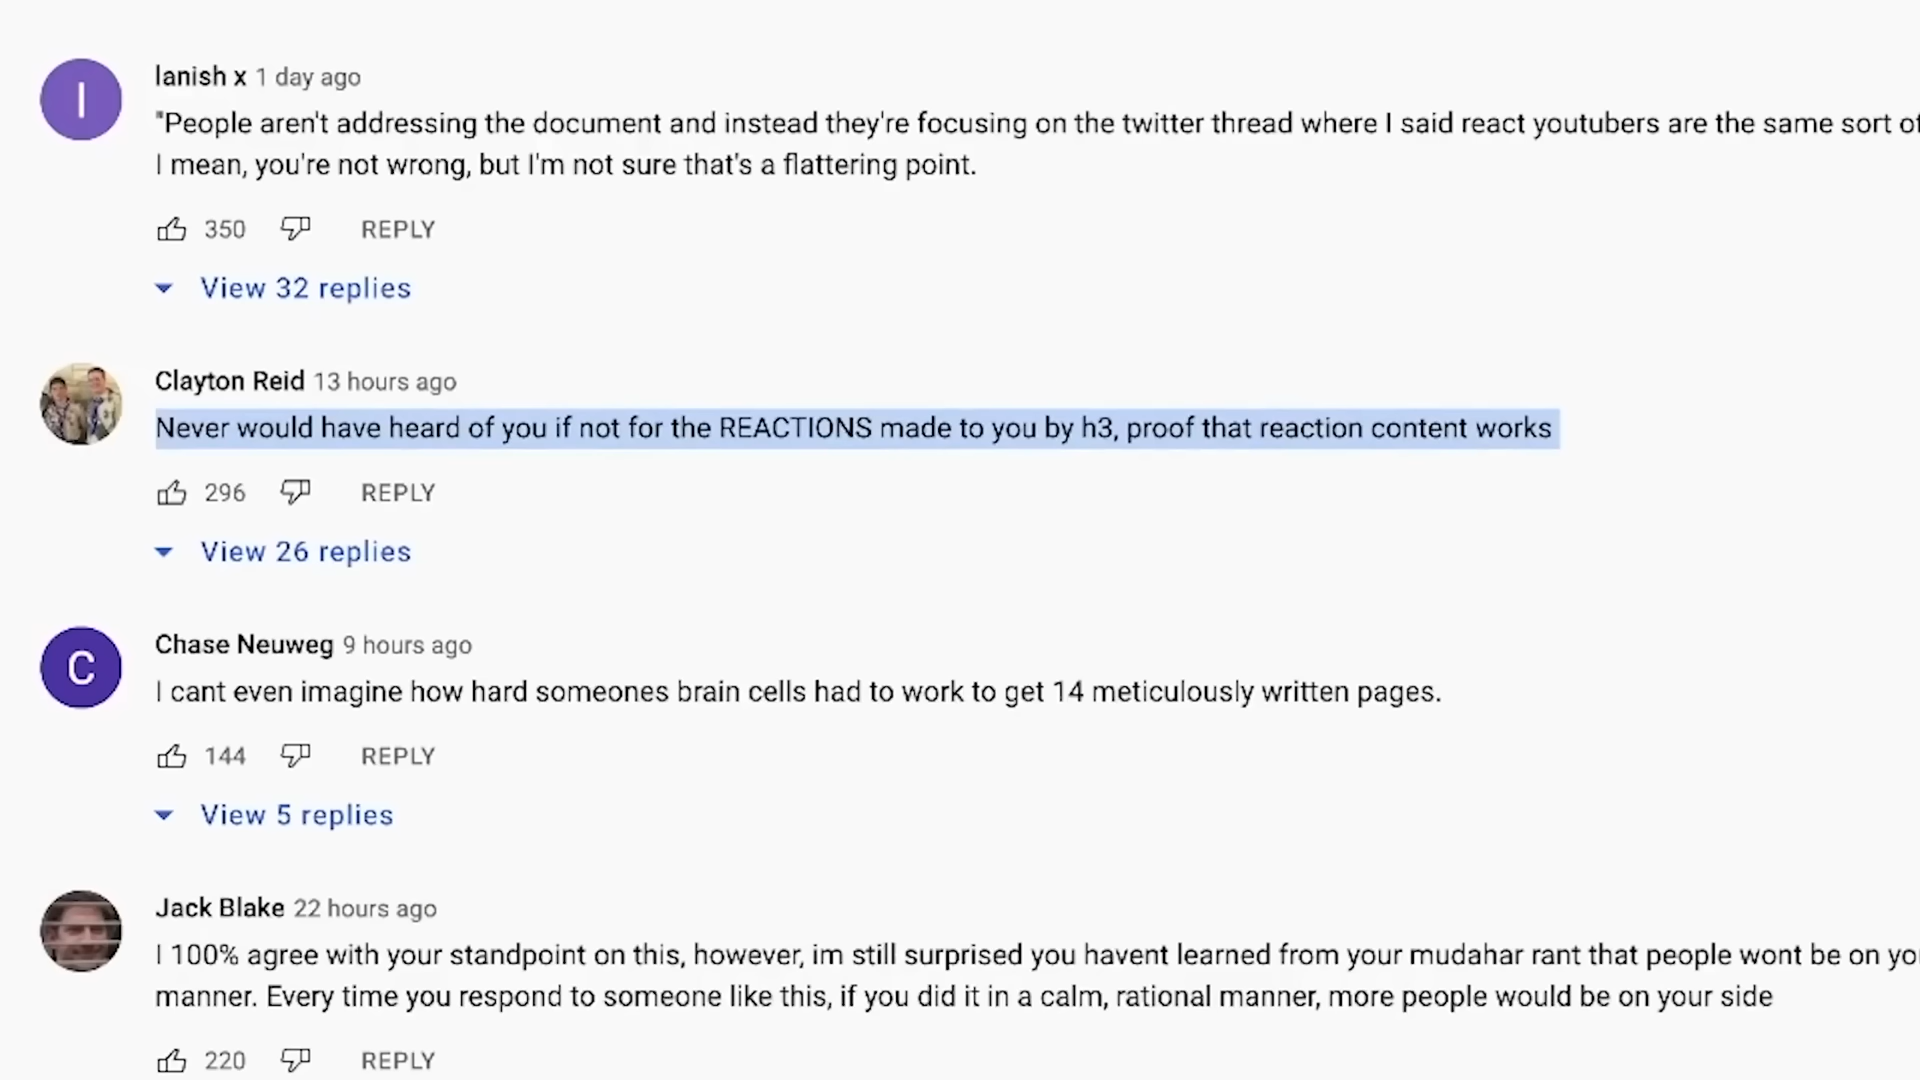 I
Ianish x 1 day ago
"People aren't addressing the document and instead they're focusing on the twitter thread where I said react youtubers are the same sort of
I mean, you're not wrong, but I'm not sure that's a flattering point.
350 REPLY
View 32 replies
Clayton Reid 13 hours ago
Never would have heard of you if not for the REACTIONS made to you by h3, proof that reaction content works
296 REPLY
View 26 replies
C
Chase Neuweg 9 hours ago
I cant even imagine how hard someones brain cells had to work to get 14 meticulously written pages.
144 REPLY
View 5 replies
Jack Blake 22 hours ago
I 100% agree with your standpoint on this, however, im still surprised you havent learned from your mudahar rant that people wont be on yo
manner. Every time you respond to someone like this, if you did it in a calm, rational manner, more people would be on your side
220 REPLY